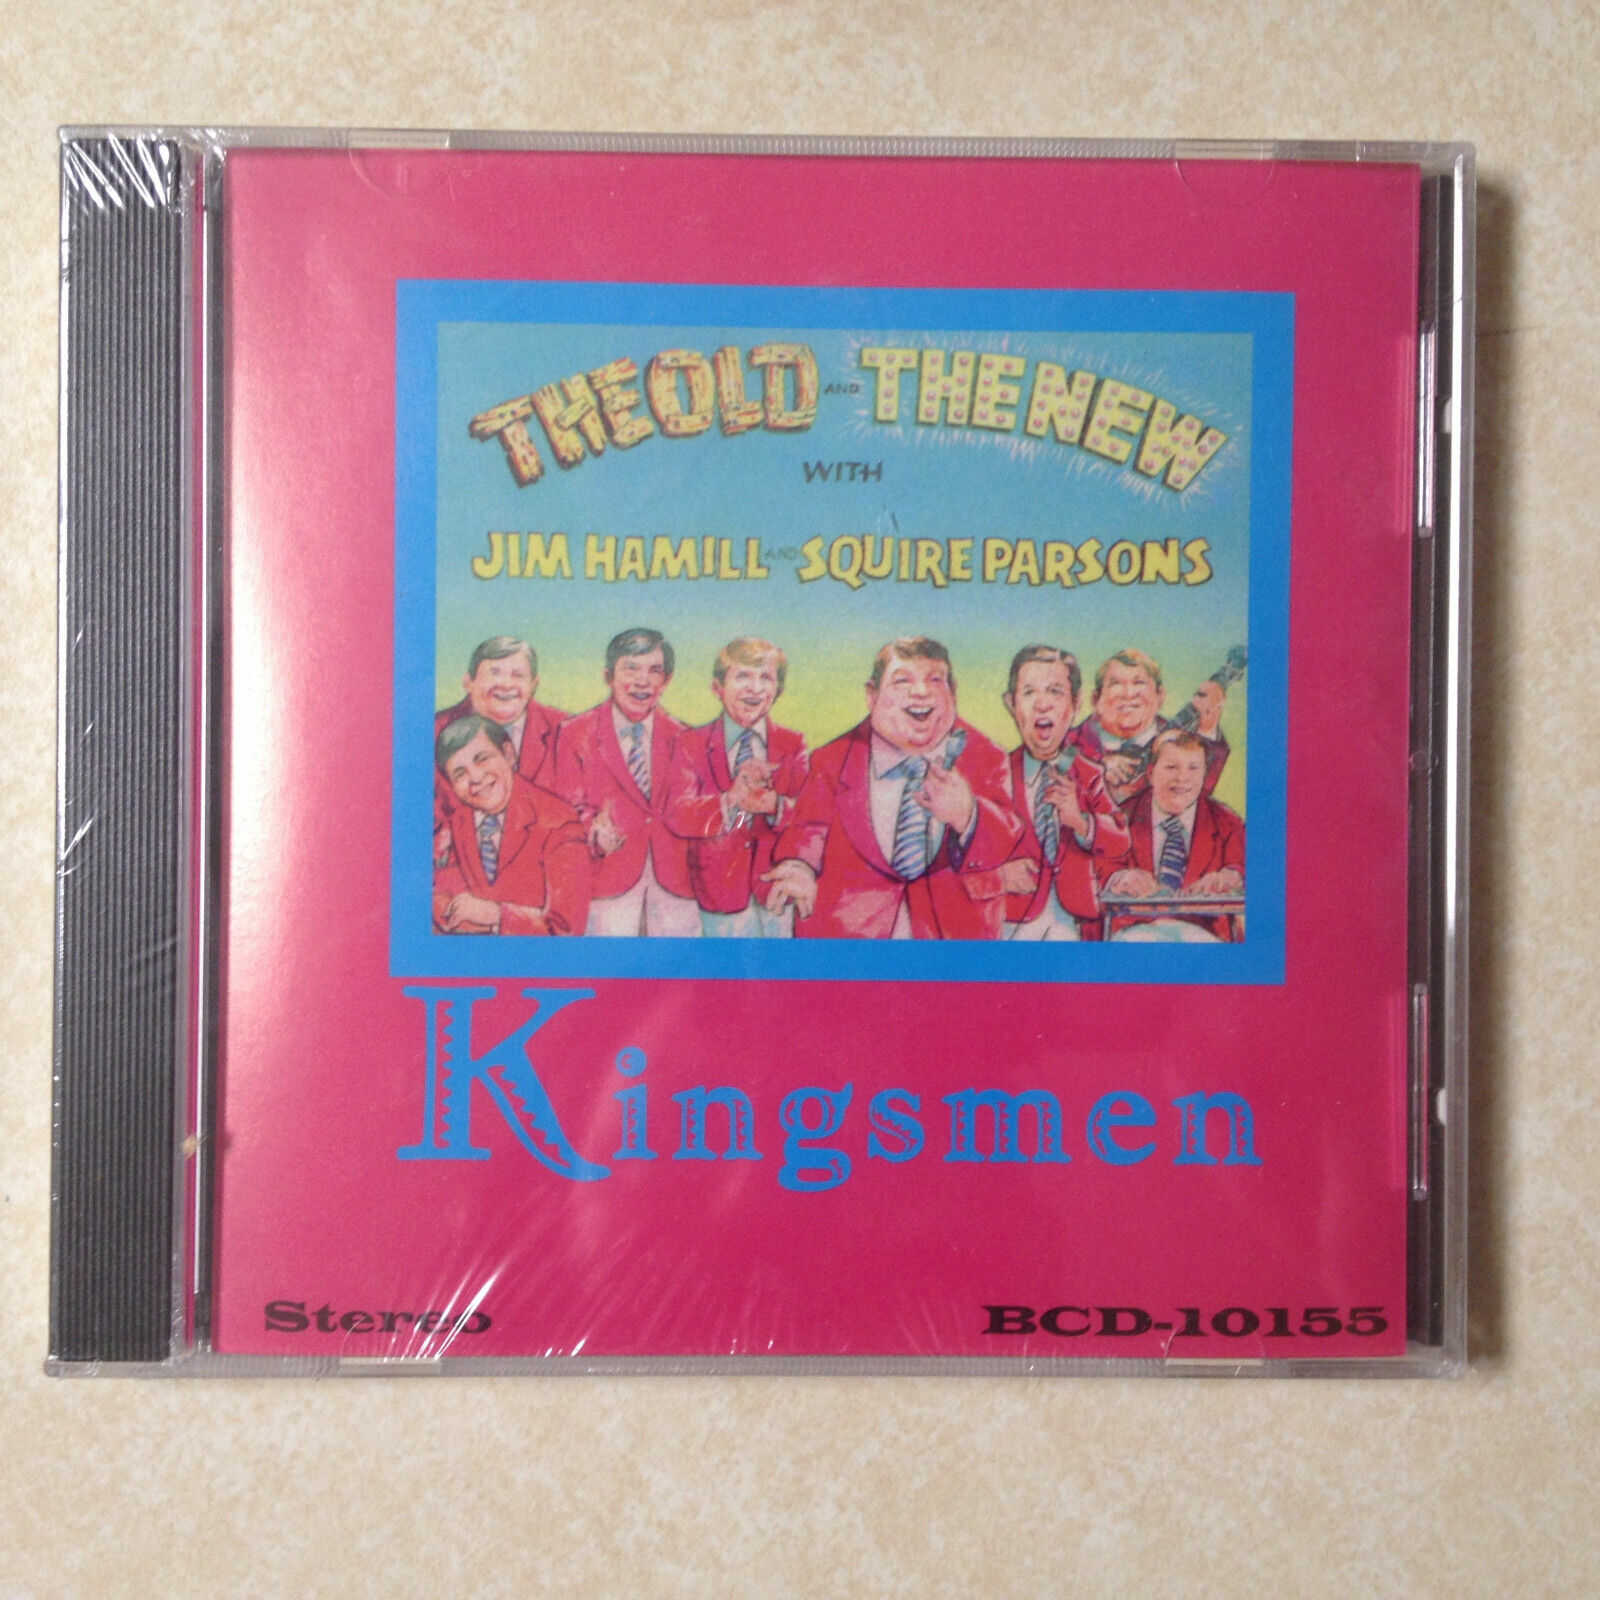 THE OLD AND THE NEW
WITH
JIM HAMILL AND SQUIRE PARSONS
Kingsmen
Stereo
BCD-10155